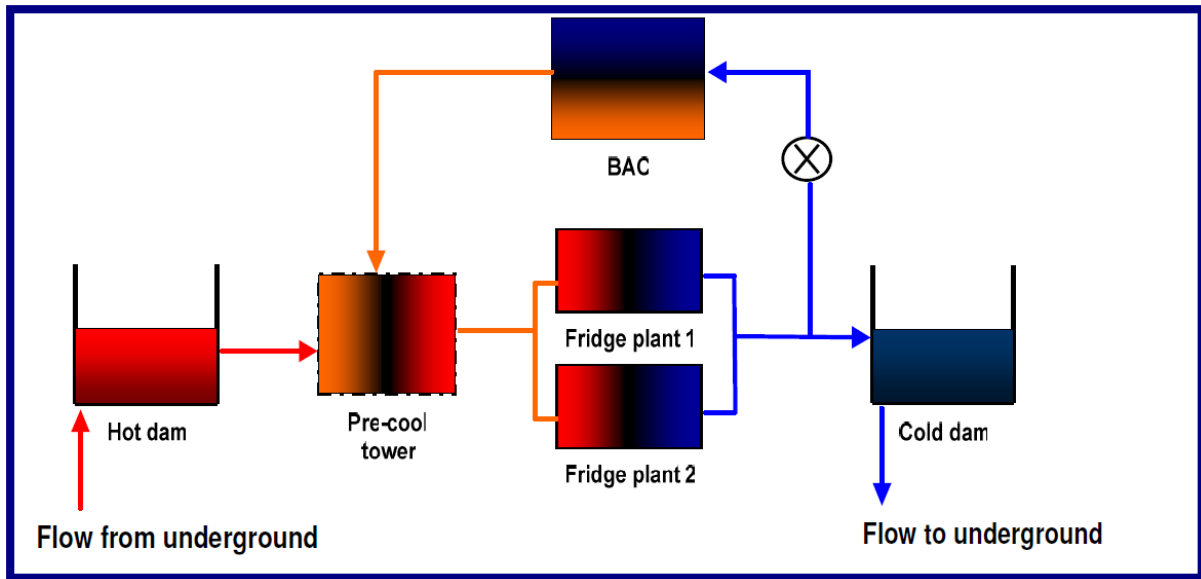 BAC
Fridge plant 1
Hot dam
Pre-cool
tower
Cold dam
Fridge plant 2
Flow from underground
Flow to underground